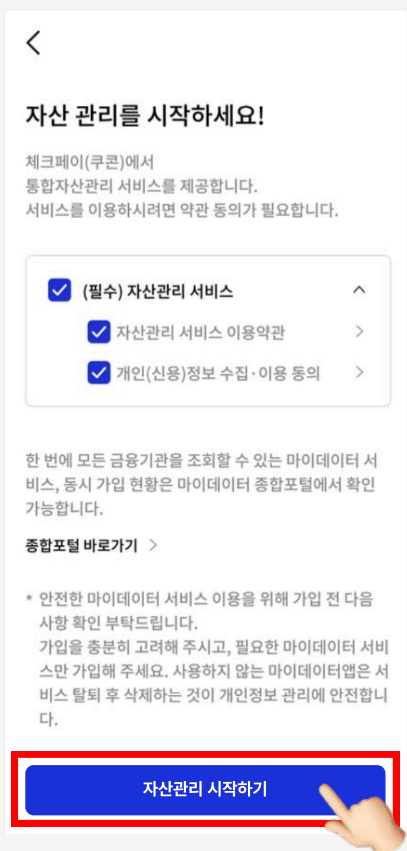 자산 관리를 시작하세요!
체크페이(쿠콘)에서
통합자산관리 서비스를 제공합니다.
서비스를 이용하시려면 약관 동의가 필요합니다.
(필수) 자산관리 서비스
자산관리 서비스 이용약관
개인(신용)정보 수집·이용 동의
한 번에 모든 금융기관을 조회할 수 있는 마이데이터 서
비스, 동시 가입 현황은 마이데이터 종합포털에서 확인
가능합니다.
종합포털 바로가기
* 안전한 마이데이터 서비스 이용을 위해 가입 전 다음
사항 확인 부탁드립니다.
가입을 충분히 고려해 주시고, 필요한 마이데이터 서비
스만 가입해 주세요. 사용하지 않는 마이데이터앱은 서
비스 탈퇴 후 삭제하는 것이 개인정보 관리에 안전합니
다.
자산관리 시작하기